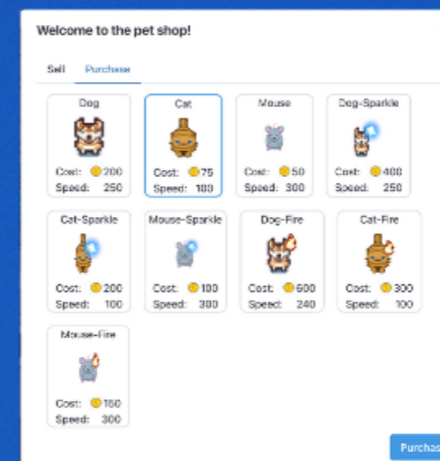 Welcome to the pet shop!
Sell Purchase
Dog Cat Mouse Dog-Sparkle
Cost: 200 Cost: 75 Cost: 50 Cost: 400
Speed: 250 Speed: 100 Speed: 300 Speed: 250
Cat-Sparkle Mouse-Sparkle Dog-Fire Cat-Fire
Cost: 200 Cost: 100 Cost: 600 Cost: 300
Speed: 100 Speed: 300 Speed: 240 Speed: 100
Mouse-Fire
Cost: 150
Speed: 300
Purchas